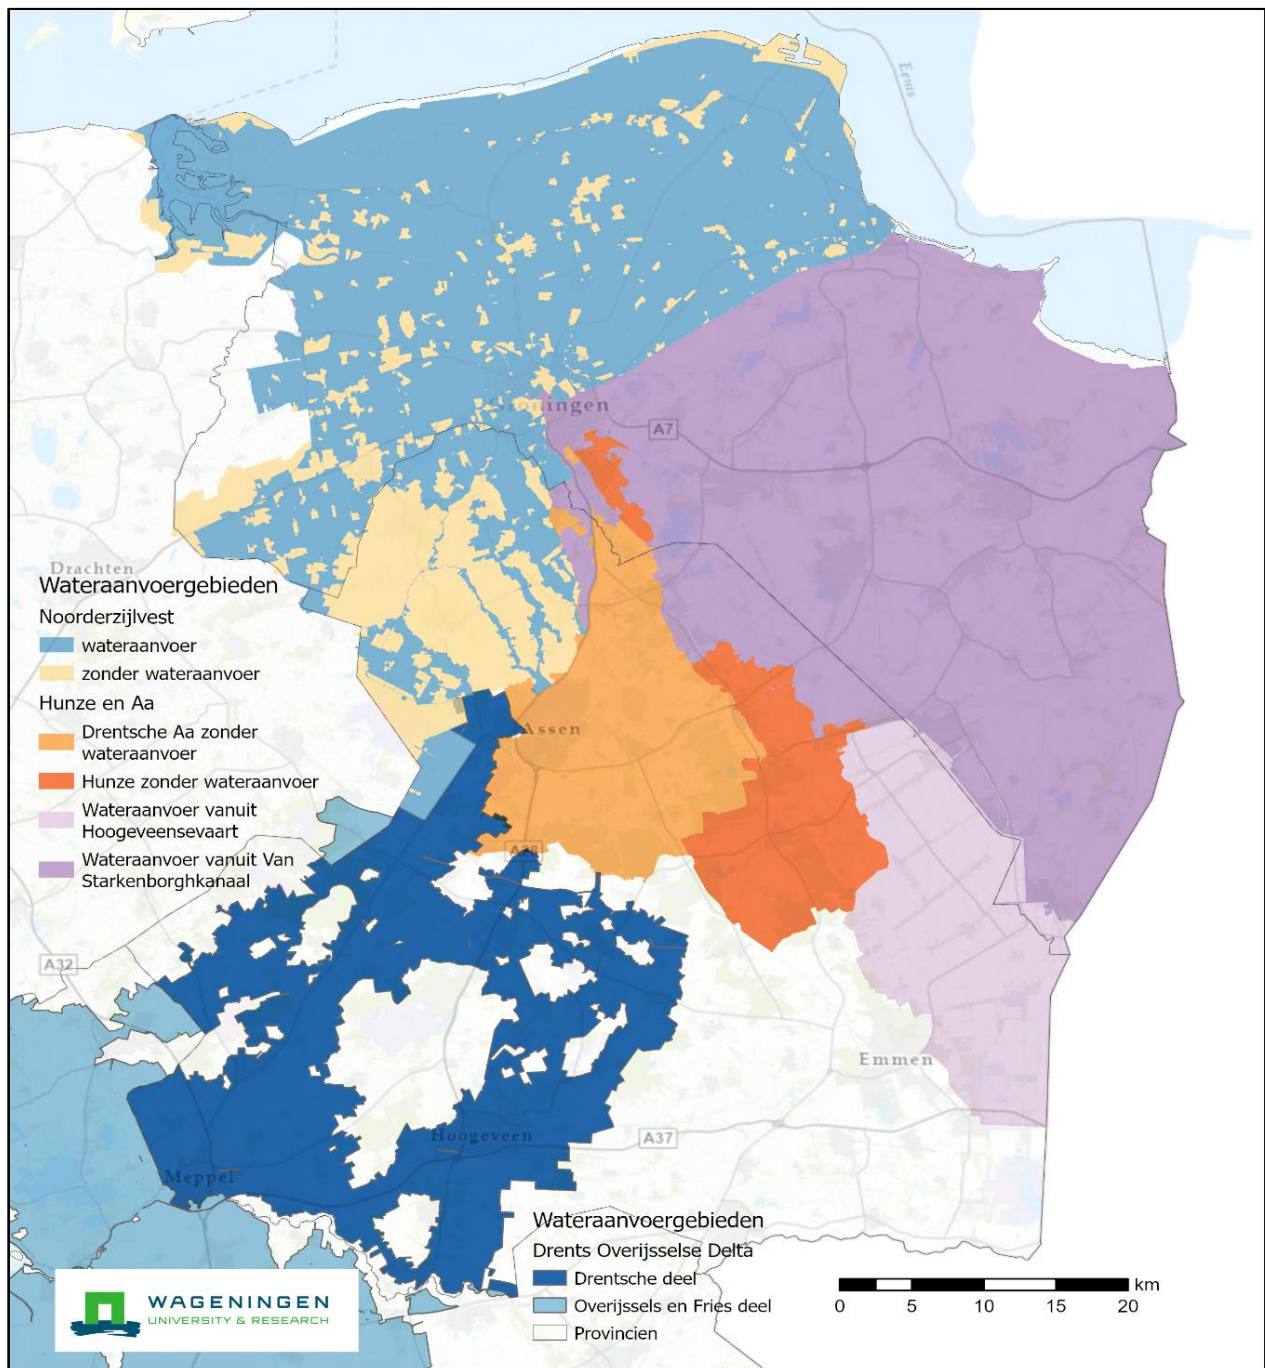 Eems
Groningen
A7
Drachten
Wateraanvoergebieden
Noorderzijlvest
wateraanvoer
zonder wateraanvoer
Hunze en Aa
Drentsche Aa zonder
wateraanvoer
Hunze zonder wateraanvoer
Wateraanvoer vanuit
Hoogeveensevaart
Wateraanvoer vanuit Van
Starkenborghkanaal
Assen
A28
A32
Emmen
Hoogeveen
A37
Meppel
Wateraanvoergebieden
Drents Overijsselse Delta
Drentsche deel
Overijssels en Fries deel
Provincien
km
0 5 10 15 20
WAGENINGEN
UNIVERSITY & RESEARCH